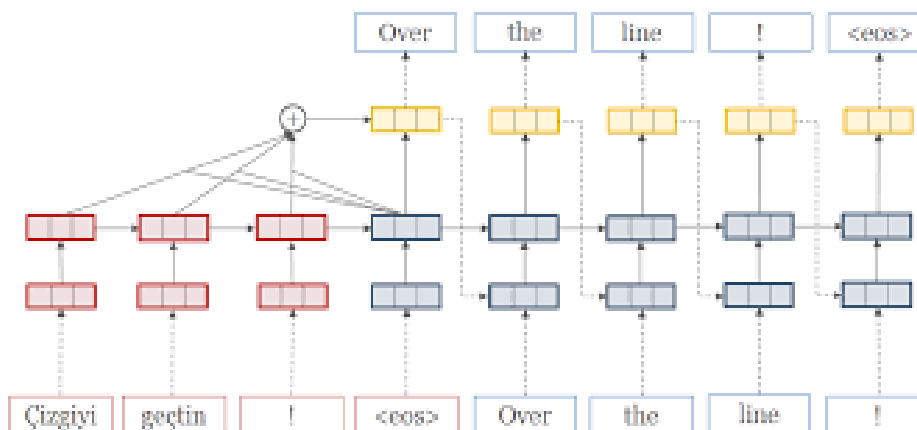 Over the line ! <eos>
+
Çizgiyi geçtin ! <eos> Over the line !